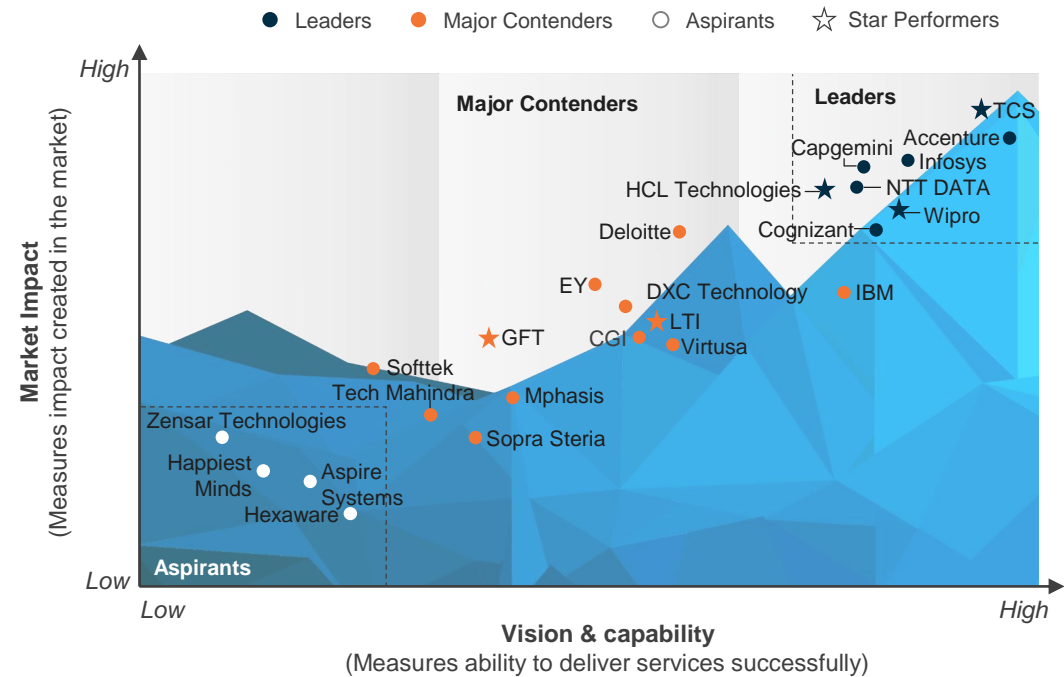 Leaders
Major Contenders
Aspirants
Star Performers
High
Major Contenders
Leaders
TCS
Accenture
Capgemini
Infosys
HCL Technologies
NTT DATA
Wipro
Cognizant
Deloitte
EY
DXC Technology
IBM
LTI
GFT
CGI
Virtusa
Softtek
Tech Mahindra
Mphasis
Zensar Technologies
Sopra Steria
Happiest
Minds
Aspire
Systems
Hexaware
Aspirants
Low
Market Impact
(Measures impact created in the market)
Low
High
Vision & capability
(Measures ability to deliver services successfully)